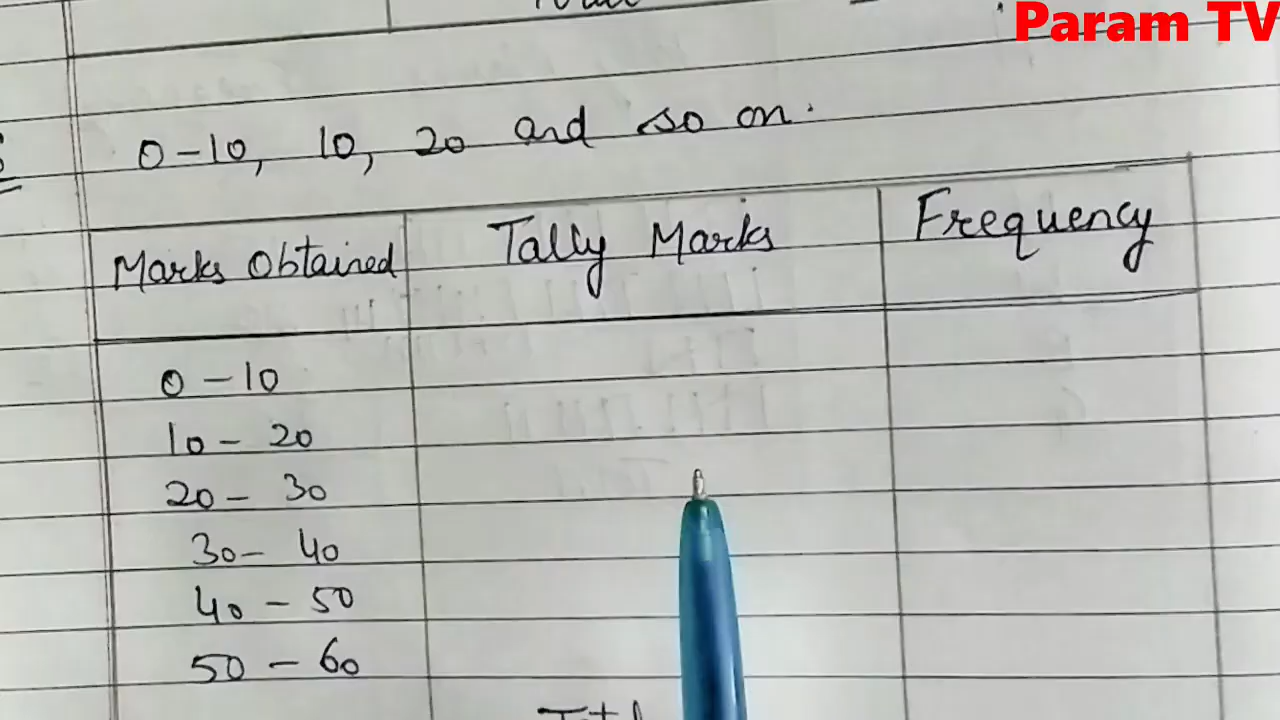 Param TV
0-10, 10, 20 and so on.
Marks Obtained Tally Marks Frequency
0-10
10-20
20-30
30-40
40-50
50-60